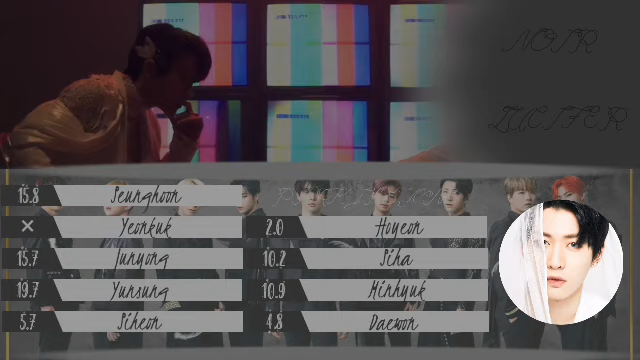 NOIR
LUCIFER
15.8 Seunghoon
✕ Yeonkuk
15.7 Junyong
19.7 Yunsung
5.7 Siheon
2.0 Hoyeon
10.2 Siha
10.9 Minhyuk
4.8 Daewon